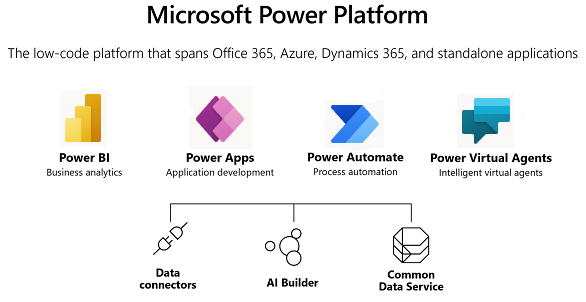 Microsoft Power Platform
The low-code platform that spans Office 365, Azure, Dynamics 365, and standalone applications
Power BI
Business analytics
Power Apps
Application development
Power Automate
Process automation
Power Virtual Agents
Intelligent virtual agents
Data
connectors
AI Builder
Common
Data Service